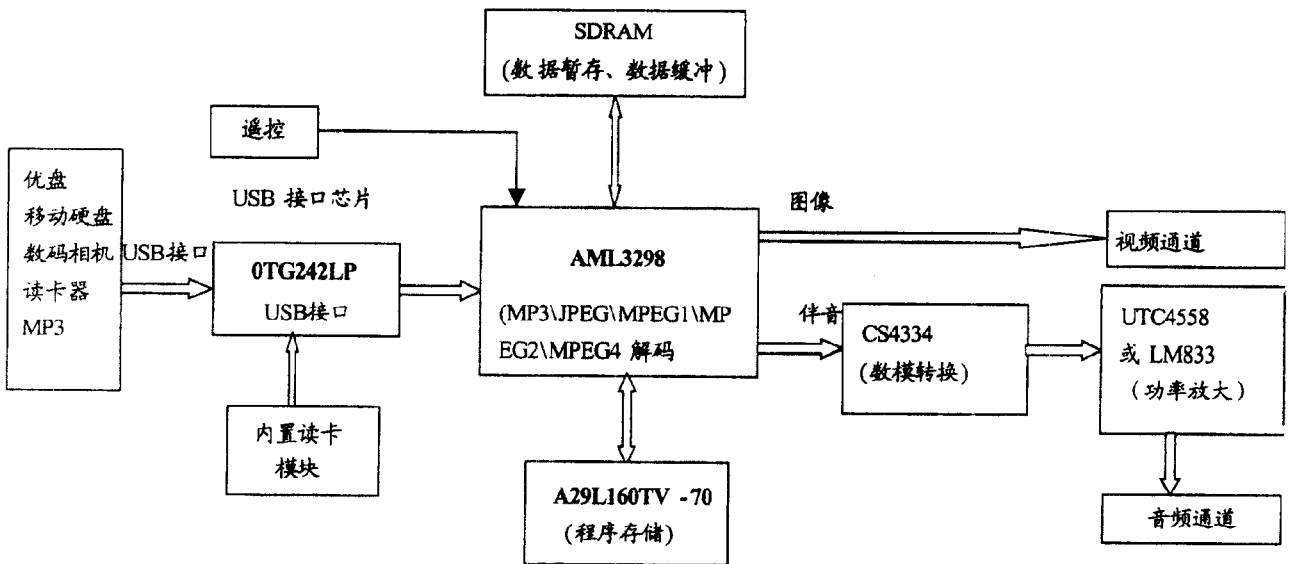 SDRAM
(数据暂存、数据缓冲)
遥控
优盘
移动硬盘
数码相机
读卡器
MP3
USB接口
USB 接口芯片
0TG242LP
USB接口
内置读卡
模块
AML3298
(MP3\JPEG\MPEG1\MP
EG2\MPEG4 解码
A29L160TV -70
(程序存储)
图像
视频通道
伴音
CS4334
(数模转换)
UTC4558
或 LM833
(功率放大)
音频通道